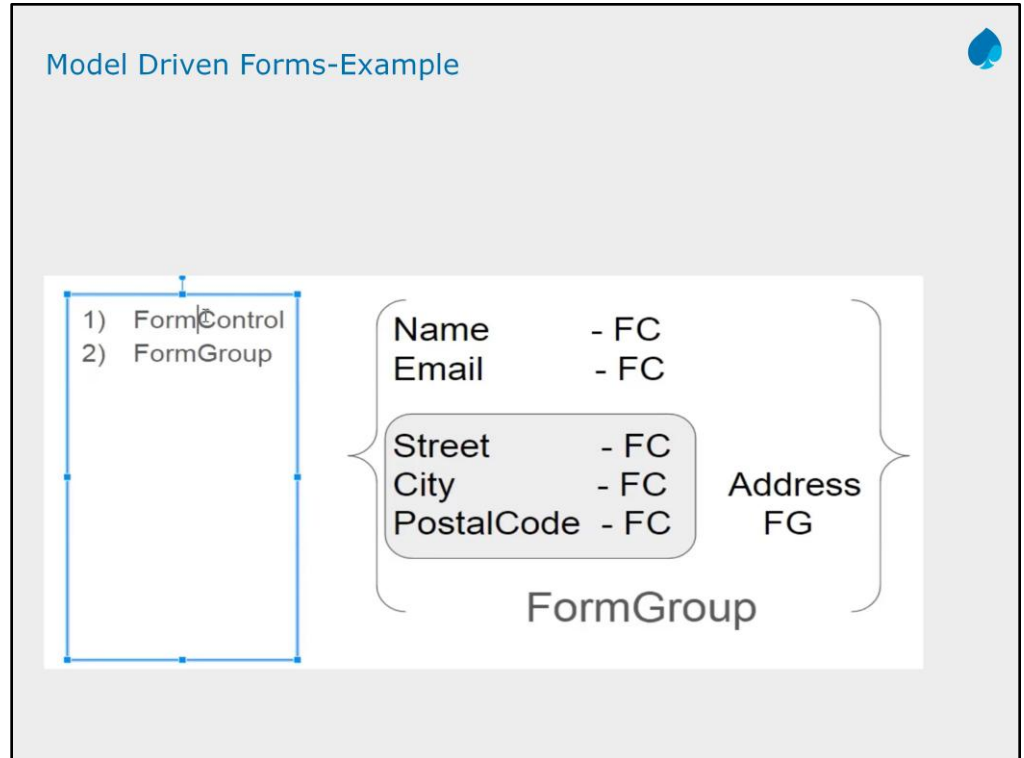 Model Driven Forms-Example
1) FormControl
2) FormGroup
Name - FC
Email - FC
Street - FC
City - FC
PostalCode - FC
Address
FG
FormGroup